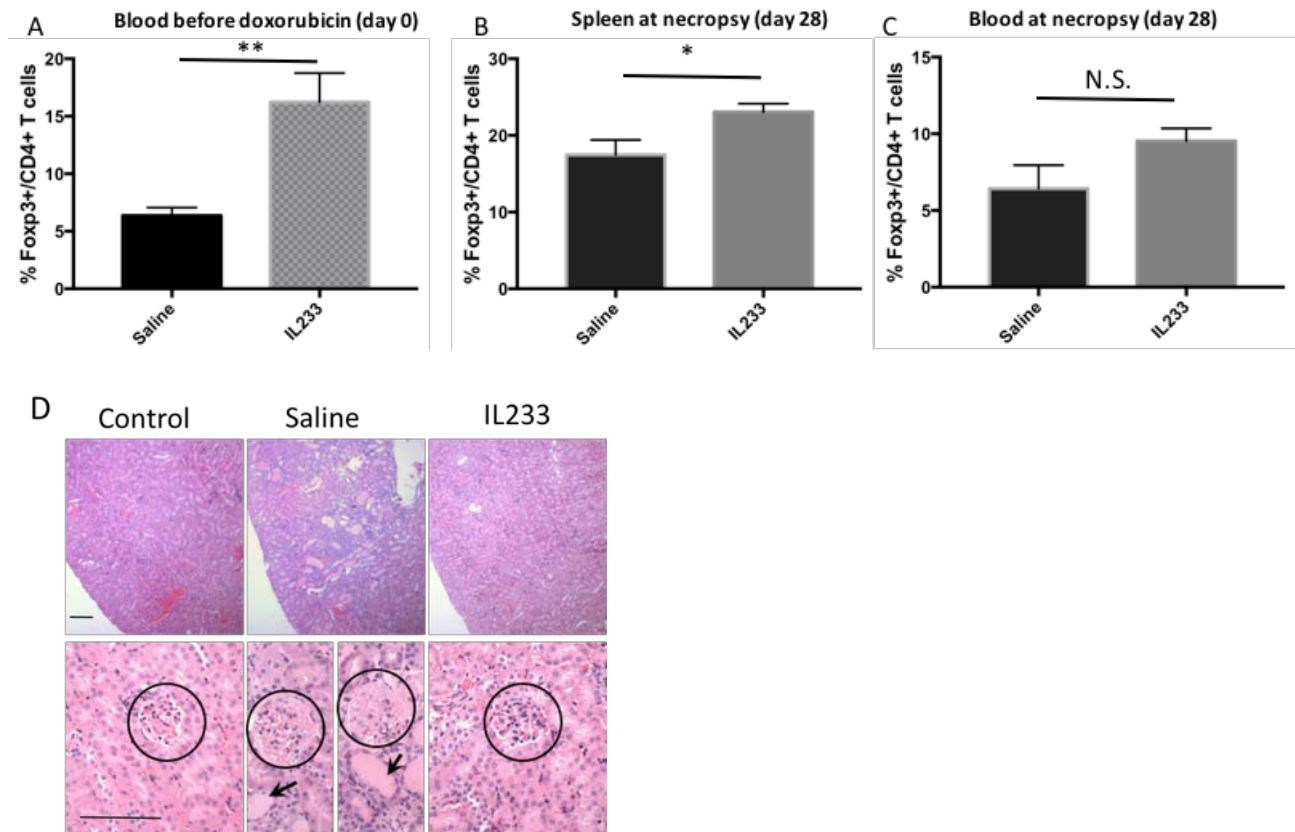 A
Blood before doxorubicin (day 0)
**
% Foxp3+/CD4+ T cells
20
15
10
5
0
Saline
IL233
B
Spleen at necropsy (day 28)
*
% Foxp3+/CD4+ T cells
30
20
10
0
Saline
IL233
C
Blood at necropsy (day 28)
N.S.
% Foxp3+/CD4+ T cells
15
10
5
0
Saline
IL233
D
Control
Saline
IL233